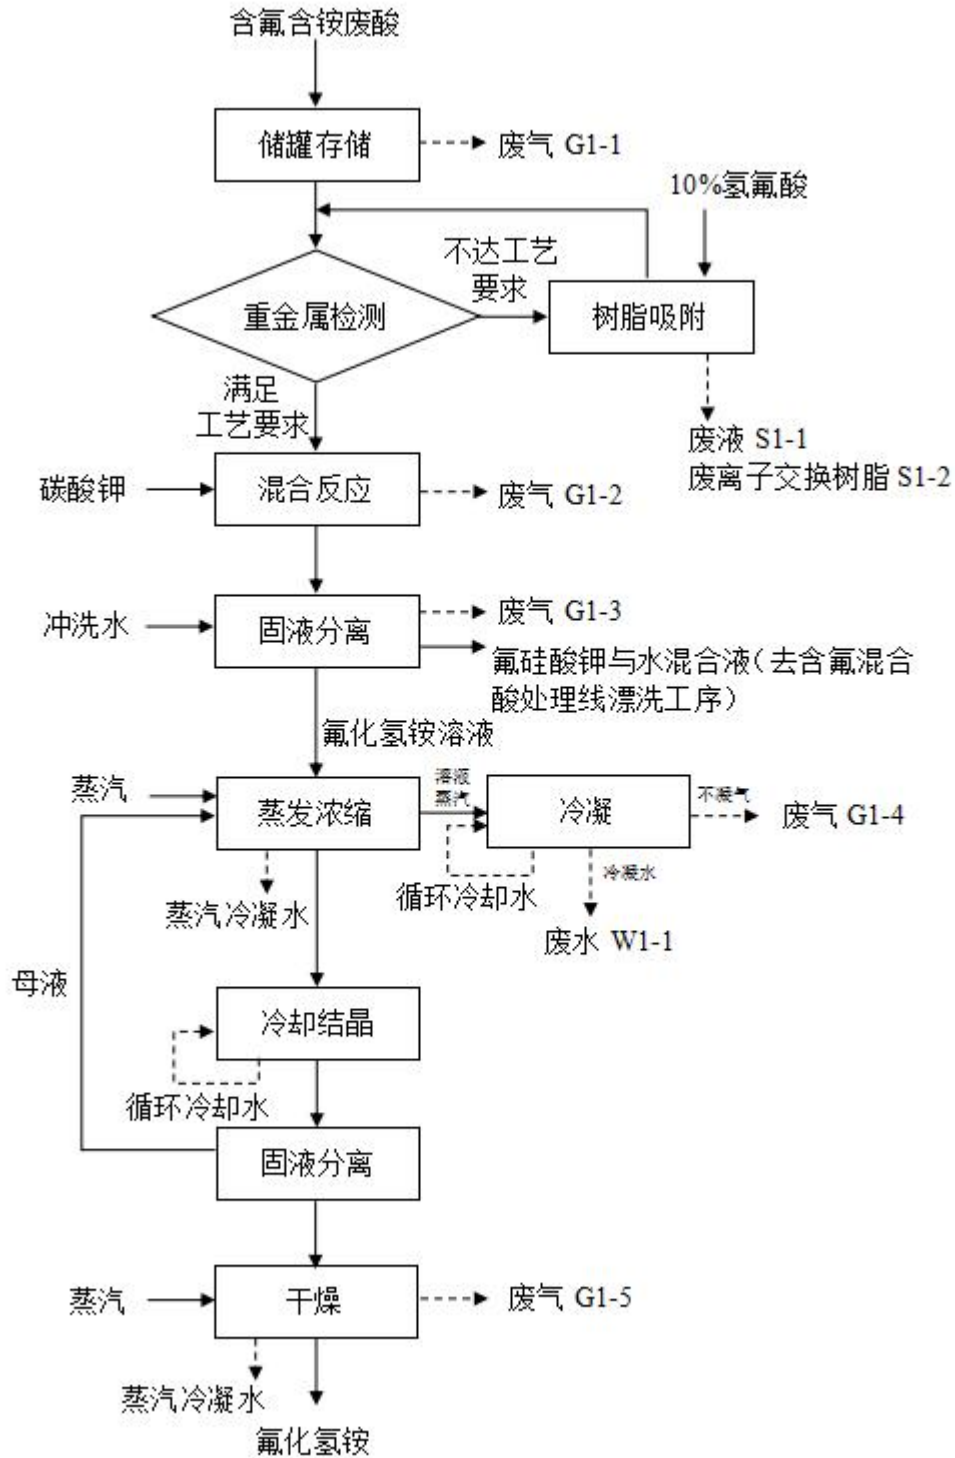 含氟含铵废酸
储罐存储
废气 G1-1
10%氢氟酸
不达工艺
要求
重金属检测
树脂吸附
满足
工艺要求
废液 S1-1
废离子交换树脂 S1-2
碳酸钾
混合反应
废气 G1-2
冲洗水
固液分离
废气 G1-3
氟硅酸钾与水混合液（去含氟混合
酸处理线漂洗工序）
氟化氢铵溶液
蒸汽
蒸发浓缩
溶液
蒸汽
冷凝
不凝气
废气 G1-4
蒸汽冷凝水
循环冷却水
冷凝水
废水 W1-1
母液
冷却结晶
循环冷却水
固液分离
蒸汽
干燥
废气 G1-5
蒸汽冷凝水
氟化氢铵